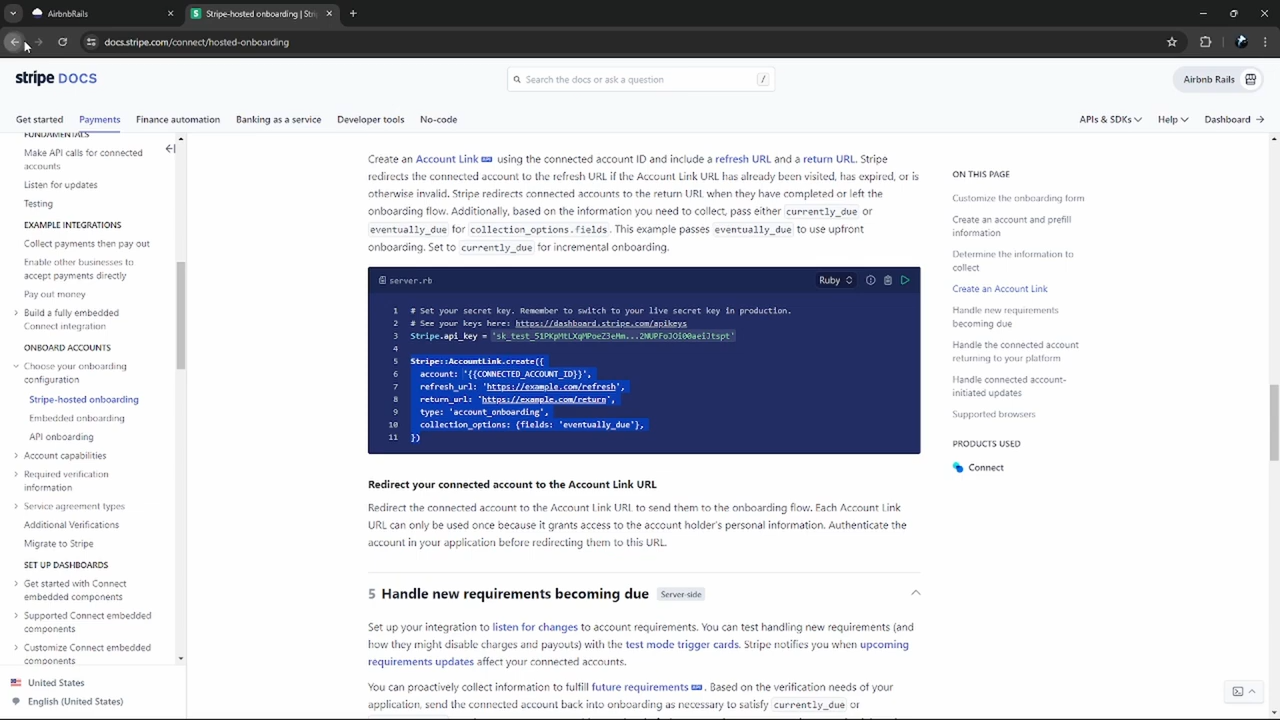 AirbnbRails
Stripe-hosted onboarding | Stri
docs.stripe.com/connect/hosted-onboarding
stripe DOCS
Search the docs or ask a question
/
Airbnb Rails
Get started
Payments
Finance automation
Banking as a service
Developer tools
No-code
APIs & SDKs
Help
Dashboard
FUNDAMENTALS
Make API calls for connected
accounts
Listen for updates
Testing
EXAMPLE INTEGRATIONS
Collect payments then pay out
Enable other businesses to
accept payments directly
Pay out money
Build a fully embedded
Connect integration
ONBOARD ACCOUNTS
Choose your onboarding
configuration
Stripe-hosted onboarding
Embedded onboarding
API onboarding
Account capabilities
Required verification
information
Service agreement types
Additional Verifications
Migrate to Stripe
SET UP DASHBOARDS
Get started with Connect
embedded components
Supported Connect embedded
components
Customize Connect embedded
components
United States
English (United States)
Create an Account Link using the connected account ID and include a refresh URL and a return URL. Stripe
redirects the connected account to the refresh URL if the Account Link URL has already been visited, has expired, or is
otherwise invalid. Stripe redirects connected accounts to the return URL when they have completed or left the
onboarding flow. Additionally, based on the information you need to collect, pass either currently_due or
eventually_due for collection_options.fields. This example passes eventually_due to use upfront
onboarding. Set to currently_due for incremental onboarding.
server.rb
Ruby
1 # Set your secret key. Remember to switch to your live secret key in production.
2 # See your keys here: https://dashboard.stripe.com/apikeys
3 Stripe.api_key = 
4
5 Stripe::AccountLink.create({
6 account: '{{CONNECTED_ACCOUNT_ID}}',
7 refresh_url: 'https://example.com/refresh',
8 return_url: 'https://example.com/return',
9 type: 'account_onboarding',
10 collection_options: {fields: 'eventually_due'},
11 })
Redirect your connected account to the Account Link URL
Redirect the connected account to the Account Link URL to send them to the onboarding flow. Each Account Link
URL can only be used once because it grants access to the account holder's personal information. Authenticate the
account in your application before redirecting them to this URL.
5 Handle new requirements becoming due Server-side
Set up your integration to listen for changes to account requirements. You can test handling new requirements (and
how they might disable charges and payouts) with the test mode trigger cards. Stripe notifies you when upcoming
requirements updates affect your connected accounts.
You can proactively collect information to fulfill future requirements. Based on the verification needs of your
application, send the connected account back into onboarding as necessary to satisfy currently_due or
ON THIS PAGE
Customize the onboarding form
Create an account and prefill
information
Determine the information to
collect
Create an Account Link
Handle new requirements
becoming due
Handle the connected account
returning to your platform
Handle connected account-
initiated updates
Supported browsers
PRODUCTS USED
Connect